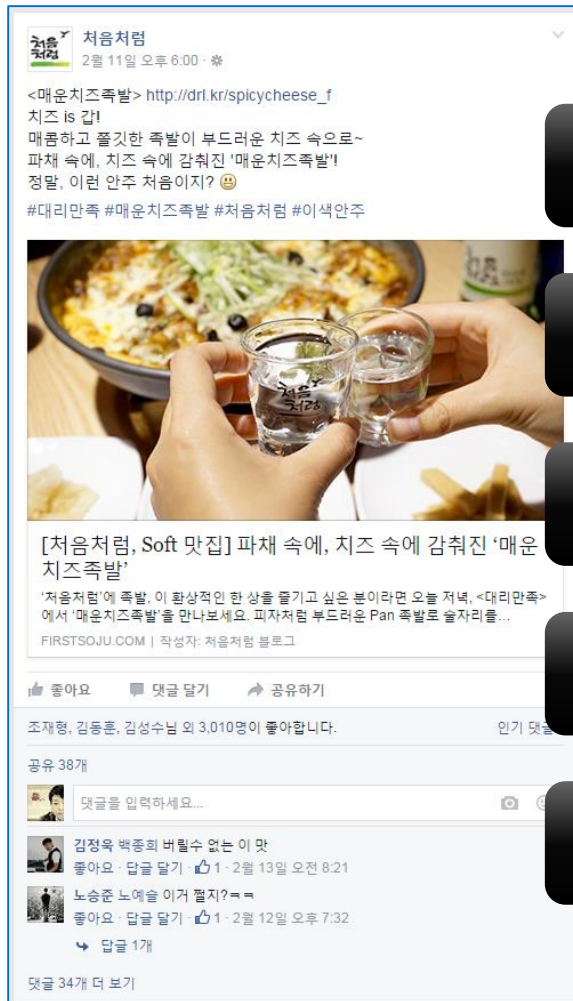 처음처럼
처음처럼
2월 11일 오후 6:00 ·
<매운치즈족발> http://drl.kr/spicycheese_f
치즈 is 갑!
매콤하고 쫄깃한 족발이 부드러운 치즈 속으로~
파채 속에, 치즈 속에 감춰진 '매운치즈족발'!
정말, 이런 안주 처음이지? 😃
#대리만족 #매운치즈족발 #처음처럼 #이색안주
처음처럼
[처음처럼, Soft 맛집] 파채 속에, 치즈 속에 감춰진 ‘매운
치즈족발’
‘처음처럼’에 족발, 이 환상적인 한 상을 즐기고 싶은 분이라면 오늘 저녁, <대리만족>
에서 ‘매운치즈족발’을 만나보세요. 피자처럼 부드러운 Pan 족발로 술자리를...
FIRSTSOJU.COM | 작성자: 처음처럼 블로그
좋아요 댓글 달기 공유하기
조재형, 김동훈, 김성수님 외 3,010명이 좋아합니다. 인기 댓글
공유 38개
댓글을 입력하세요...
김정욱 백종희 버릴수 없는 이 맛
좋아요 · 답글 달기 · 1 · 2월 13일 오전 8:21
노승준 노예슬 이거 쩔지?ㅋㅋ
좋아요 · 답글 달기 · 1 · 2월 12일 오후 7:32
답글 1개
댓글 34개 더 보기